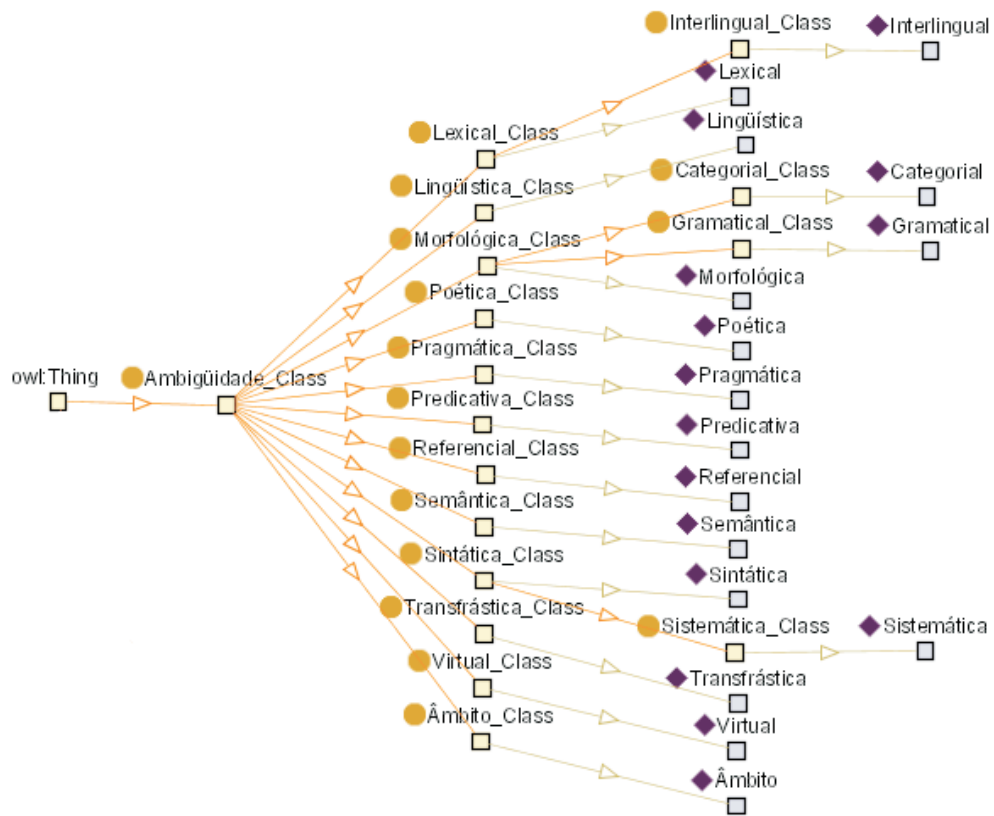 Interlingual_Class
Interlingual
Lexical
Lexical_Class
Lingüística
Lingüística_Class
Categorial_Class
Categorial
Morfológica_Class
Gramatical_Class
Gramatical
Morfológica
Poética_Class
Poética
Pragmática_Class
Pragmática
owl:Thing
Ambigüidade_Class
Predicativa_Class
Predicativa
Referencial_Class
Referencial
Semântica_Class
Semântica
Sintática_Class
Sintática
Transfrástica_Class
Sistemática_Class
Sistemática
Virtual_Class
Transfrástica
Âmbito_Class
Virtual
Âmbito